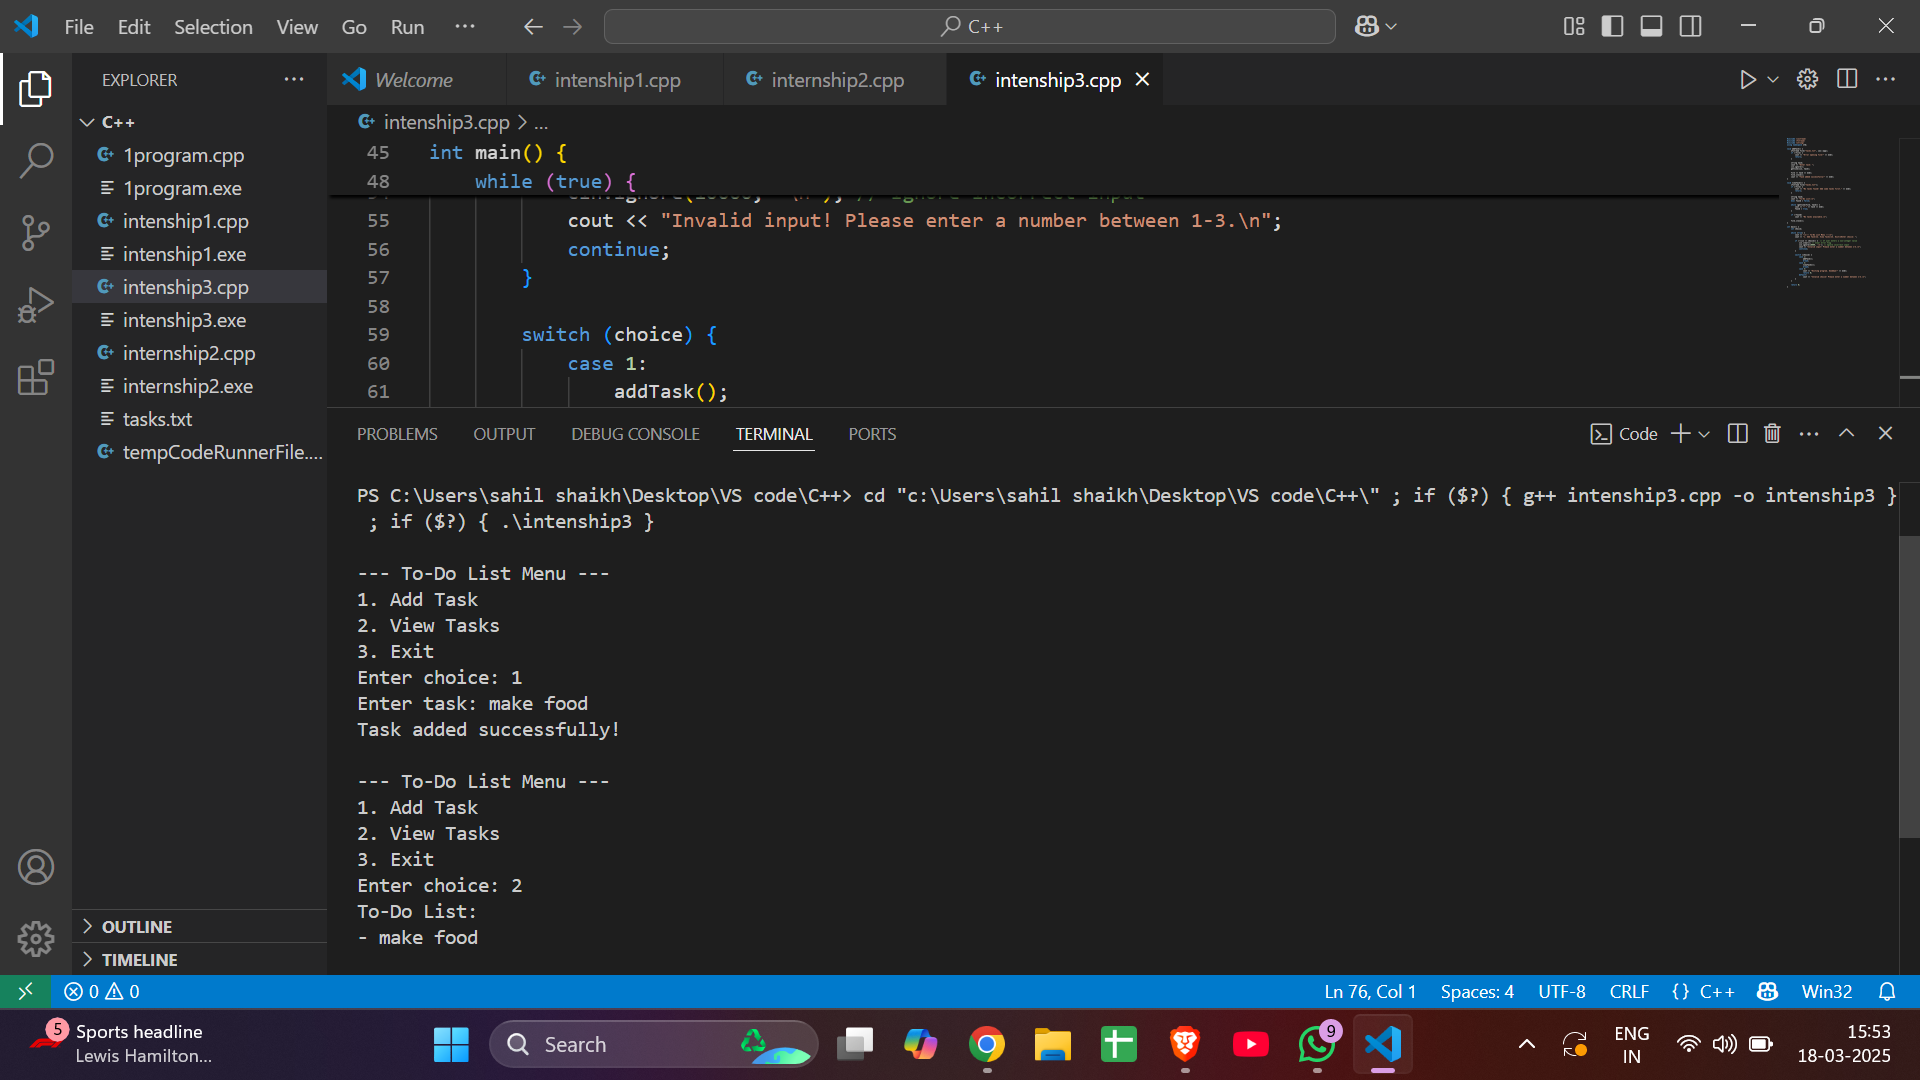 File Edit Selection View Go Run ··· C++
EXPLORER ···
C++
1program.cpp
1program.exe
intenship1.cpp
intenship1.exe
intenship3.cpp
intenship3.exe
internship2.cpp
internship2.exe
tasks.txt
tempCodeRunnerFile....
OUTLINE
TIMELINE
Welcome intenship1.cpp internship2.cpp intenship3.cpp
intenship3.cpp > ...
45 int main() {
48 while (true) {
55 cout << "Invalid input! Please enter a number between 1-3.\n";
56 continue;
57 }
58
59 switch (choice) {
60 case 1:
61 addTask();
PROBLEMS OUTPUT DEBUG CONSOLE TERMINAL PORTS Code
PS C:\Users\sahil shaikh\Desktop\VS code\C++> cd "c:\Users\sahil shaikh\Desktop\VS code\C++\" ; if ($?) { g++ intenship3.cpp -o intenship3 }
; if ($?) { .\intenship3 }
--- To-Do List Menu ---
1. Add Task
2. View Tasks
3. Exit
Enter choice: 1
Enter task: make food
Task added successfully!
--- To-Do List Menu ---
1. Add Task
2. View Tasks
3. Exit
Enter choice: 2
To-Do List:
- make food
0 0 Ln 76, Col 1 Spaces: 4 UTF-8 CRLF {} C++ Win32
5 Sports headline
Lewis Hamilton...
Search
9
ENG
IN
15:53
18-03-2025